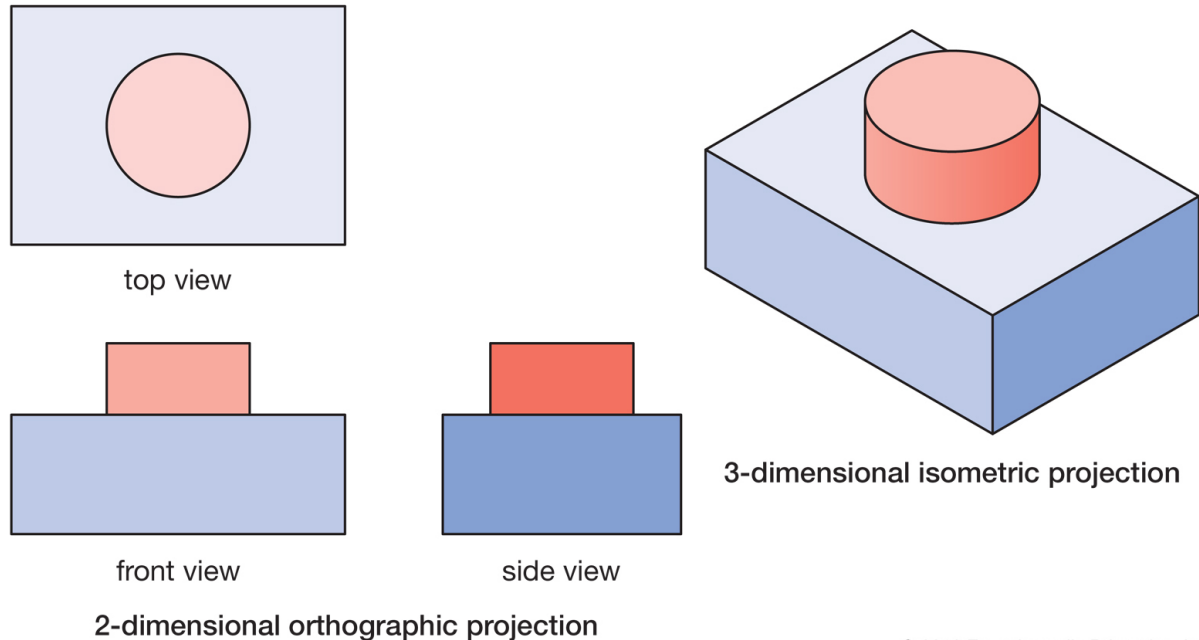 top view
3-dimensional isometric projection
front view
side view
2-dimensional orthographic projection